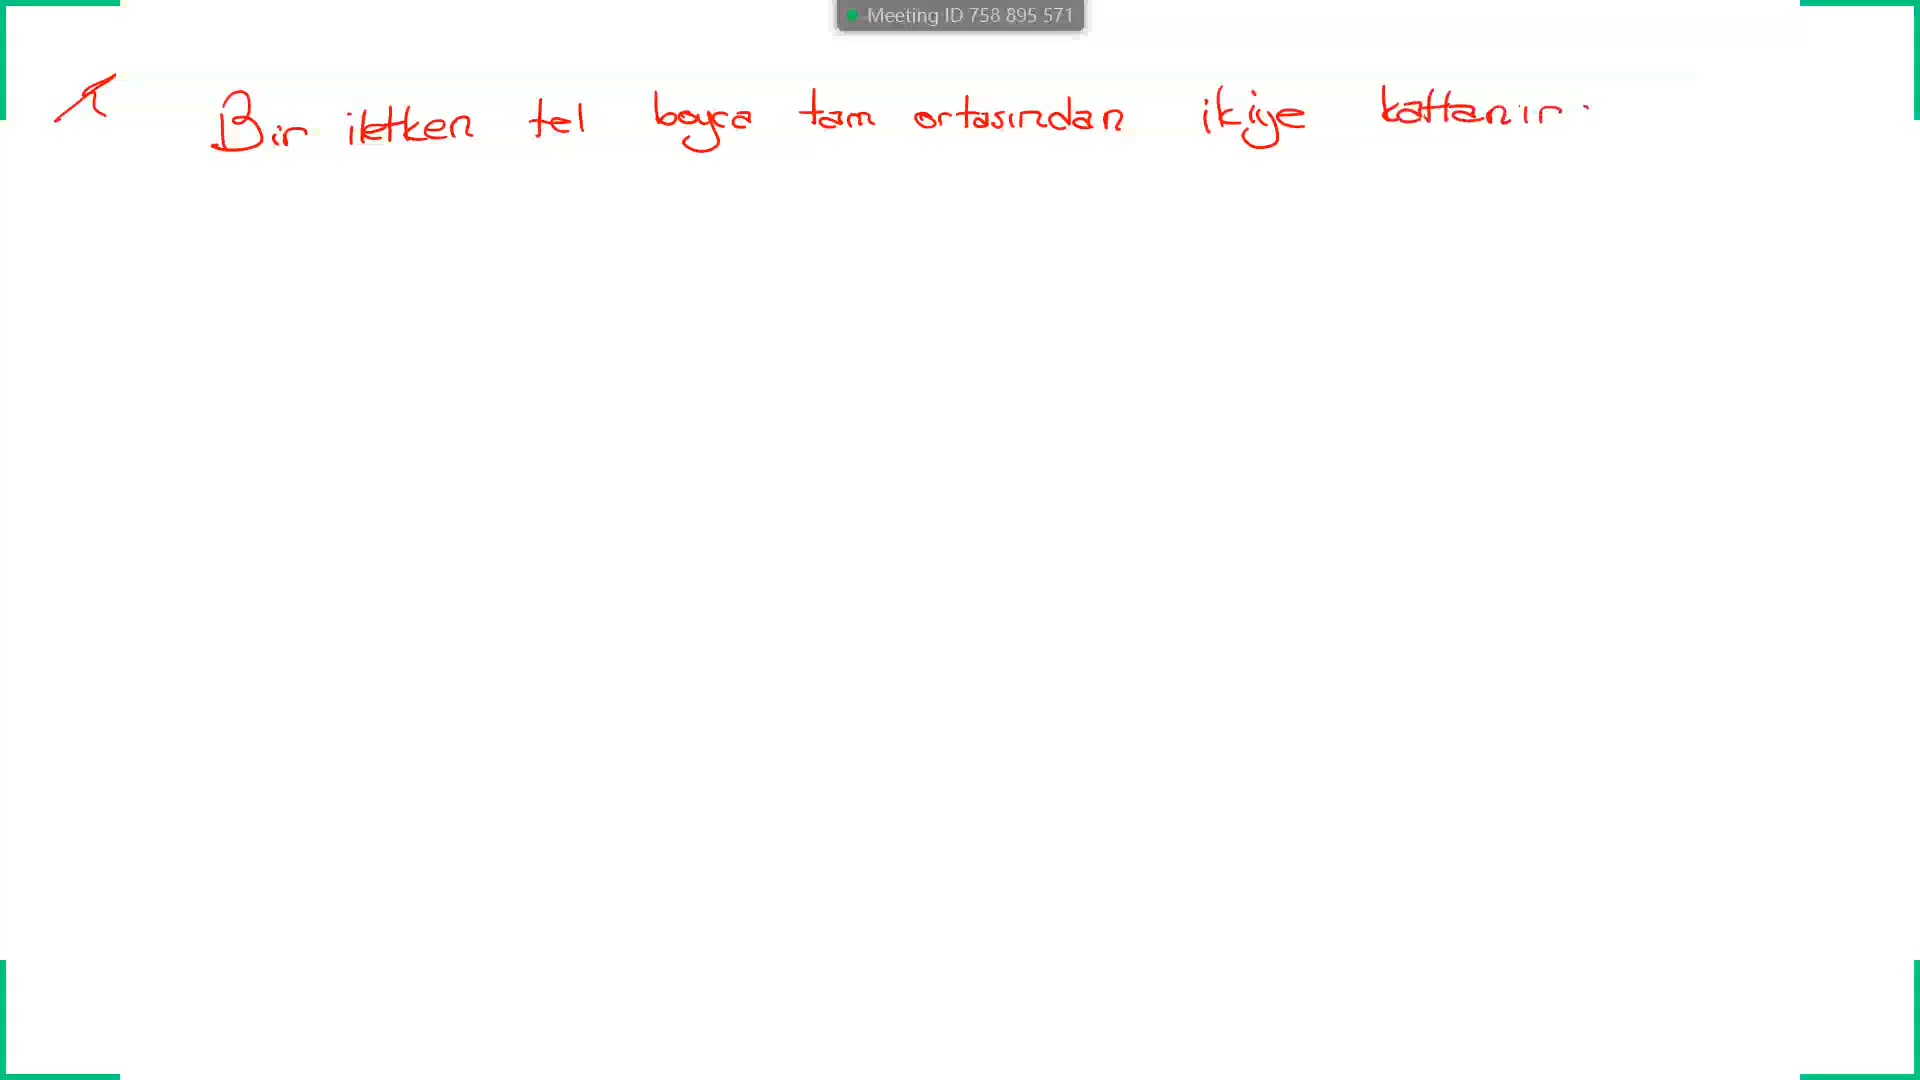 Meeting ID 758 895 571
Bir iletken tel boyca tam ortasından ikiye katlanır.